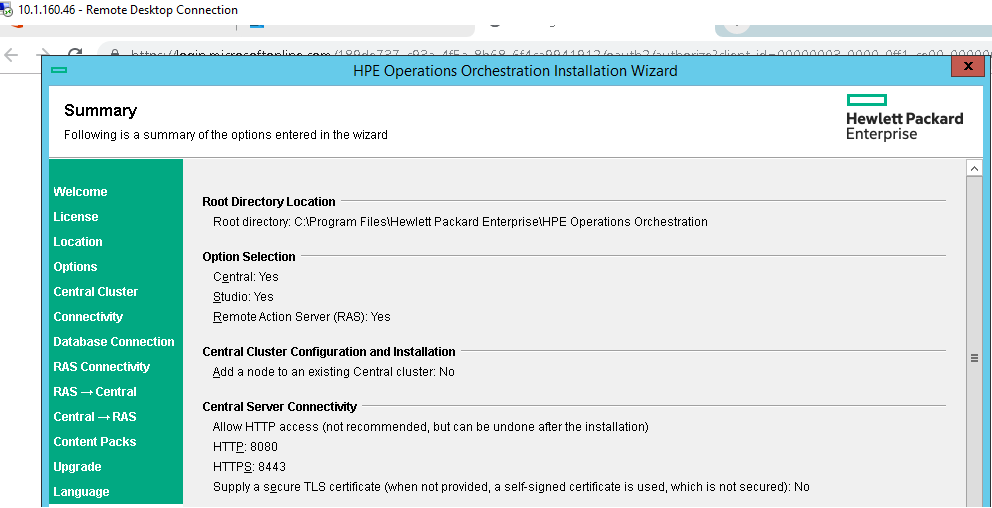 10.1.160.46 - Remote Desktop Connection
HPE Operations Orchestration Installation Wizard
x
Summary
Following is a summary of the options entered in the wizard
Hewlett Packard
Enterprise
Welcome
License
Location
Options
Central Cluster
Connectivity
Database Connection
RAS Connectivity
RAS → Central
Central → RAS
Content Packs
Upgrade
Language
Root Directory Location
Root directory: C:\Program Files\Hewlett Packard Enterprise\HPE Operations Orchestration
Option Selection
Central: Yes
Studio: Yes
Remote Action Server (RAS): Yes
Central Cluster Configuration and Installation
Add a node to an existing Central cluster: No
Central Server Connectivity
Allow HTTP access (not recommended, but can be undone after the installation)
HTTP: 8080
HTTPS: 8443
Supply a secure TLS certificate (when not provided, a self-signed certificate is used, which is not secured): No